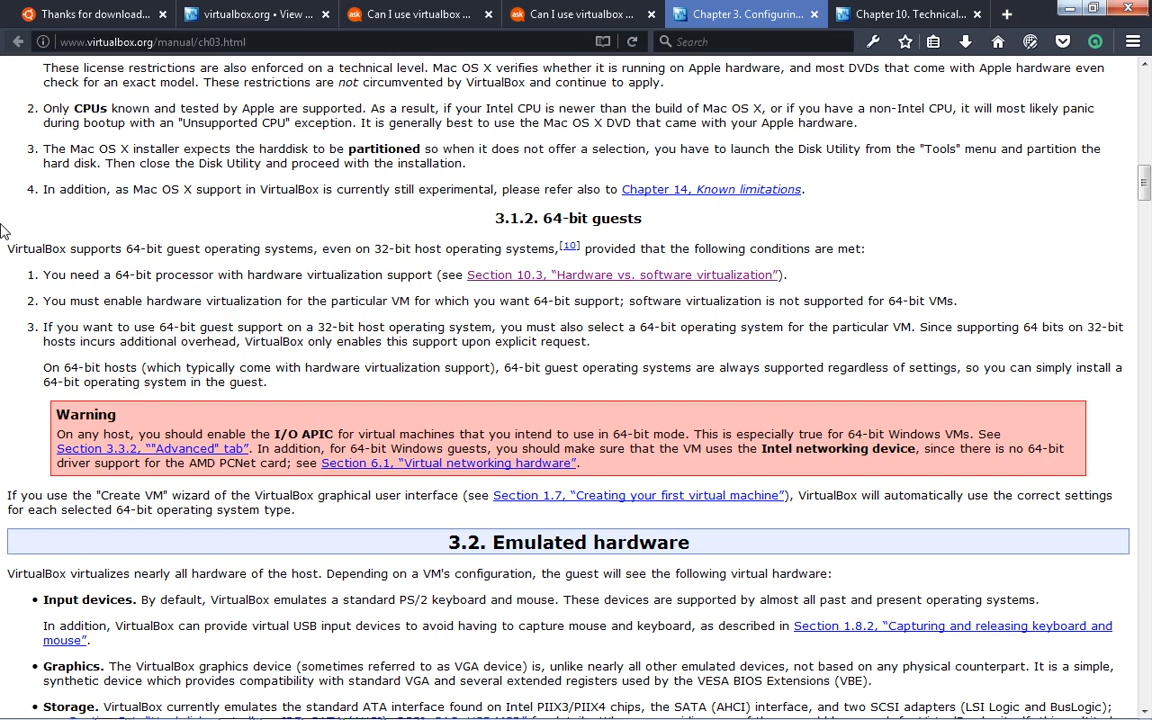 Thanks for download...
virtualbox.org • View ...
Can I use virtualbox ...
Can I use virtualbox ...
Chapter 3. Configurin...
Chapter 10. Technical...
www.virtualbox.org/manual/ch03.html
Search
These license restrictions are also enforced on a technical level. Mac OS X verifies whether it is running on Apple hardware, and most DVDs that come with Apple hardware even
check for an exact model. These restrictions are not circumvented by VirtualBox and continue to apply.
2. Only CPUs known and tested by Apple are supported. As a result, if your Intel CPU is newer than the build of Mac OS X, or if you have a non-Intel CPU, it will most likely panic
during bootup with an "Unsupported CPU" exception. It is generally best to use the Mac OS X DVD that came with your Apple hardware.
3. The Mac OS X installer expects the harddisk to be partitioned so when it does not offer a selection, you have to launch the Disk Utility from the "Tools" menu and partition the
hard disk. Then close the Disk Utility and proceed with the installation.
4. In addition, as Mac OS X support in VirtualBox is currently still experimental, please refer also to Chapter 14, Known limitations.
3.1.2. 64-bit guests
VirtualBox supports 64-bit guest operating systems, even on 32-bit host operating systems,[10] provided that the following conditions are met:
1. You need a 64-bit processor with hardware virtualization support (see Section 10.3, “Hardware vs. software virtualization”).
2. You must enable hardware virtualization for the particular VM for which you want 64-bit support; software virtualization is not supported for 64-bit VMs.
3. If you want to use 64-bit guest support on a 32-bit host operating system, you must also select a 64-bit operating system for the particular VM. Since supporting 64 bits on 32-bit
hosts incurs additional overhead, VirtualBox only enables this support upon explicit request.
On 64-bit hosts (which typically come with hardware virtualization support), 64-bit guest operating systems are always supported regardless of settings, so you can simply install a
64-bit operating system in the guest.
Warning
On any host, you should enable the I/O APIC for virtual machines that you intend to use in 64-bit mode. This is especially true for 64-bit Windows VMs. See
Section 3.3.2, “"Advanced" tab”. In addition, for 64-bit Windows guests, you should make sure that the VM uses the Intel networking device, since there is no 64-bit
driver support for the AMD PCNet card; see Section 6.1, “Virtual networking hardware”.
If you use the "Create VM" wizard of the VirtualBox graphical user interface (see Section 1.7, “Creating your first virtual machine”), VirtualBox will automatically use the correct settings
for each selected 64-bit operating system type.
3.2. Emulated hardware
VirtualBox virtualizes nearly all hardware of the host. Depending on a VM's configuration, the guest will see the following virtual hardware:
• Input devices. By default, VirtualBox emulates a standard PS/2 keyboard and mouse. These devices are supported by almost all past and present operating systems.
In addition, VirtualBox can provide virtual USB input devices to avoid having to capture mouse and keyboard, as described in Section 1.8.2, “Capturing and releasing keyboard and
mouse”.
• Graphics. The VirtualBox graphics device (sometimes referred to as VGA device) is, unlike nearly all other emulated devices, not based on any physical counterpart. It is a simple,
synthetic device which provides compatibility with standard VGA and several extended registers used by the VESA BIOS Extensions (VBE).
• Storage. VirtualBox currently emulates the standard ATA interface found on Intel PIIX3/PIIX4 chips, the SATA (AHCI) interface, and two SCSI adapters (LSI Logic and BusLogic);